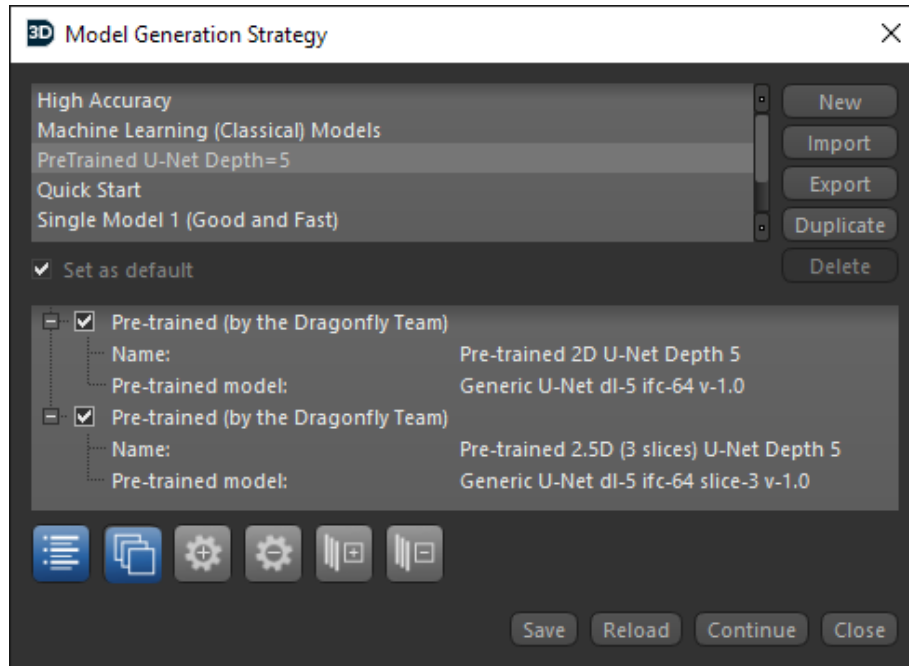 3D Model Generation Strategy
High Accuracy
Machine Learning (Classical) Models
PreTrained U-Net Depth=5
Quick Start
Single Model 1 (Good and Fast)
New
Import
Export
Duplicate
Delete
Set as default
Pre-trained (by the Dragonfly Team)
Name: Pre-trained 2D U-Net Depth 5
Pre-trained model: Generic U-Net dl-5 ifc-64 v-1.0
Pre-trained (by the Dragonfly Team)
Name: Pre-trained 2.5D (3 slices) U-Net Depth 5
Pre-trained model: Generic U-Net dl-5 ifc-64 slice-3 v-1.0
Save Reload Continue Close